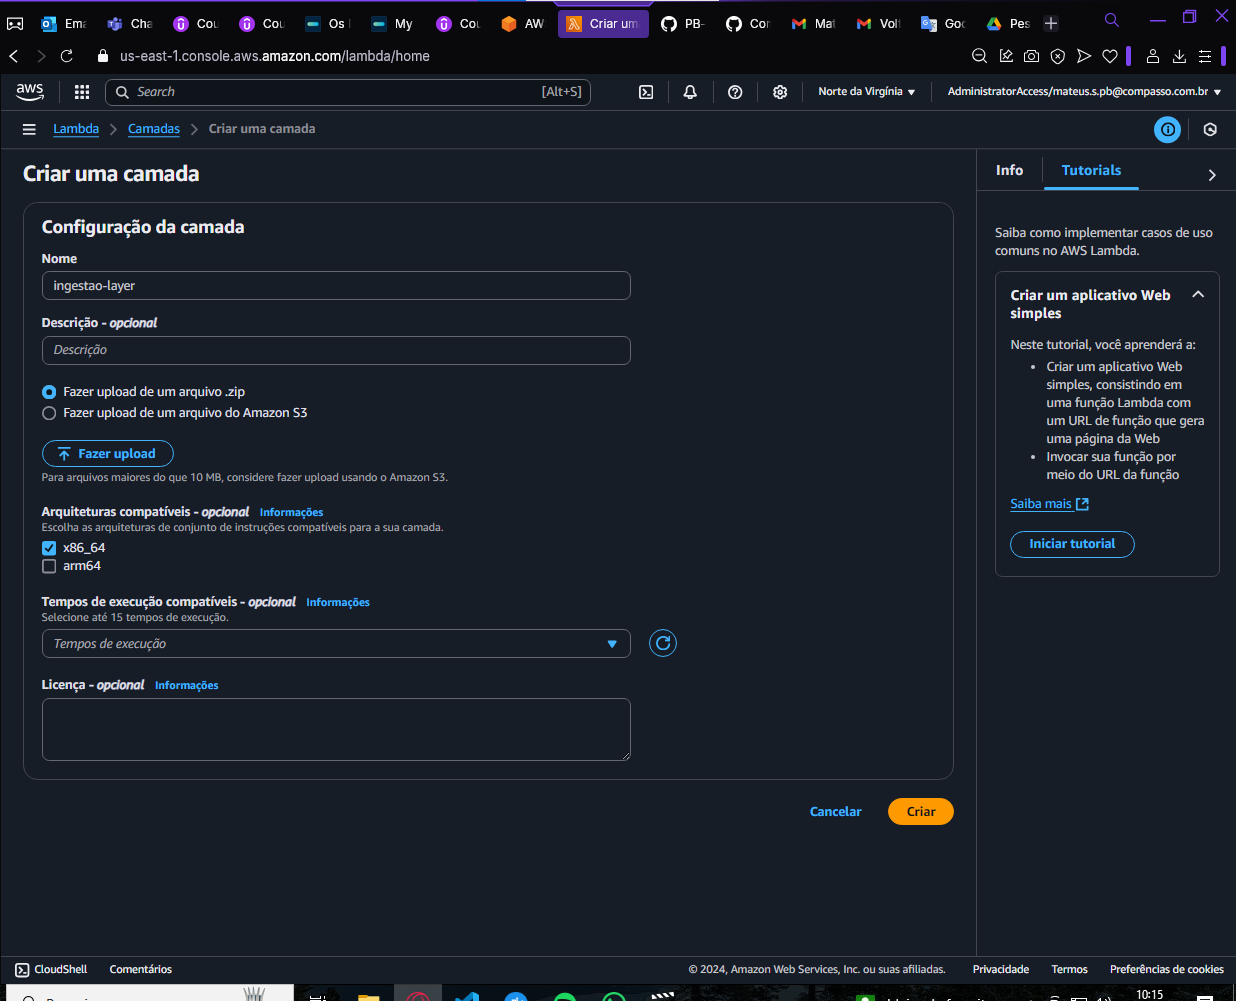 Ema
Cha
Cou
Cou
Os
My
Cou
AW
Criar um
PB-
Cor
Mat
Volt
Goo
Pes
us-east-1.console.aws.amazon.com/lambda/home
aws
Search
[Alt+S]
Norte da Virgínia
AdministratorAccess/mateus.s.pb@compasso.com.br
Lambda
Camadas
Criar uma camada
Criar uma camada
Configuração da camada
Nome
ingestao-layer
Descrição - opcional
Descrição
Fazer upload de um arquivo .zip
Fazer upload de um arquivo do Amazon S3
Fazer upload
Para arquivos maiores do que 10 MB, considere fazer upload usando o Amazon S3.
Arquiteturas compatíveis - opcional Informações
Escolha as arquiteturas de conjunto de instruções compatíveis para a sua camada.
x86_64
arm64
Tempos de execução compatíveis - opcional Informações
Selecione até 15 tempos de execução.
Tempos de execução
Licença - opcional Informações
Cancelar
Criar
Info
Tutorials
Saiba como implementar casos de uso
comuns no AWS Lambda.
Criar um aplicativo Web
simples
Neste tutorial, você aprenderá a:
• Criar um aplicativo Web
simples, consistindo em
uma função Lambda com
um URL de função que gera
uma página da Web
• Invocar sua função por
meio do URL da função
Saiba mais
Iniciar tutorial
CloudShell
Comentários
© 2024, Amazon Web Services, Inc. ou suas afiliadas.
Privacidade
Termos
Preferências de cookies
10:15